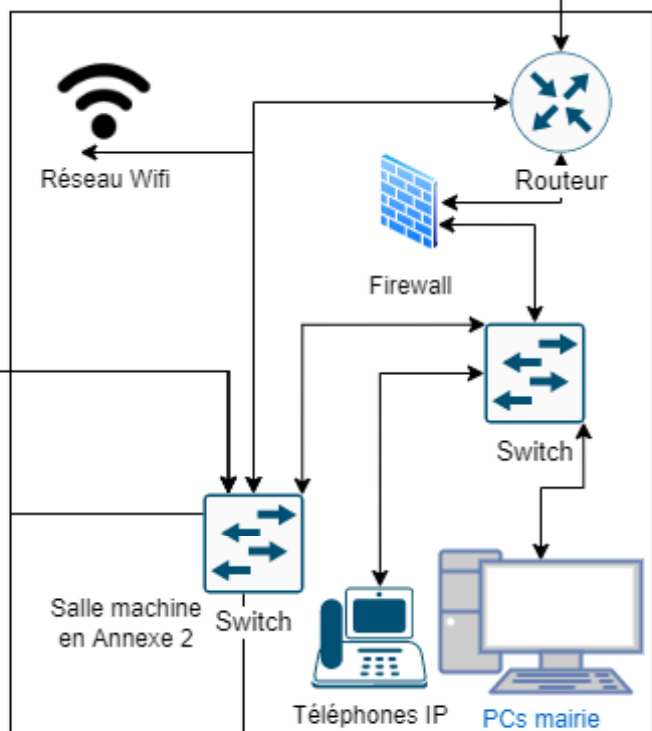 Réseau Wifi
Routeur
Firewall
Switch
Salle machine
en Annexe 2
Switch
Téléphones IP
PCs mairie